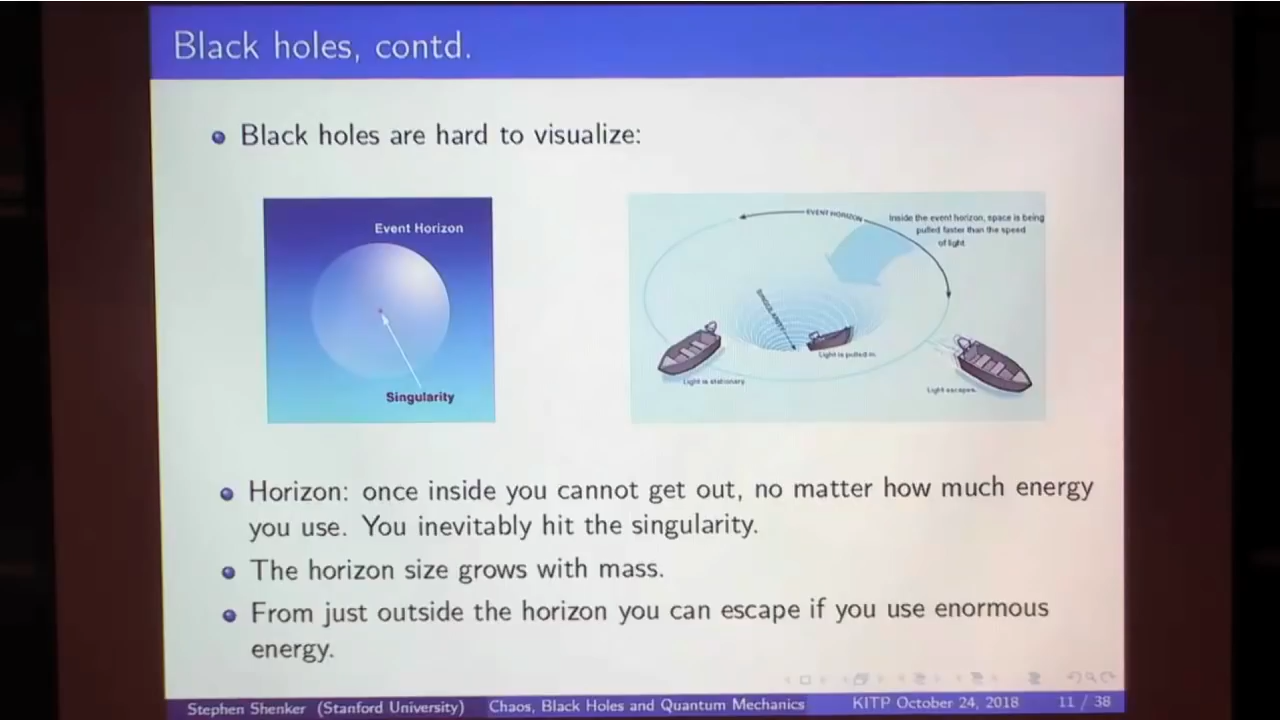 Black holes, contd.
Black holes are hard to visualize:
Event Horizon
Singularity
EVENT HORIZON
Inside the event horizon, space is being
pulled faster than the speed
of light
SINGULARITY
Light is pulled in
Light is stationary
Light escapes
Horizon: once inside you cannot get out, no matter how much energy
you use. You inevitably hit the singularity.
The horizon size grows with mass.
From just outside the horizon you can escape if you use enormous
energy.
Stephen Shenker (Stanford University) Chaos, Black Holes and Quantum Mechanics KITP October 24, 2018 11 / 38